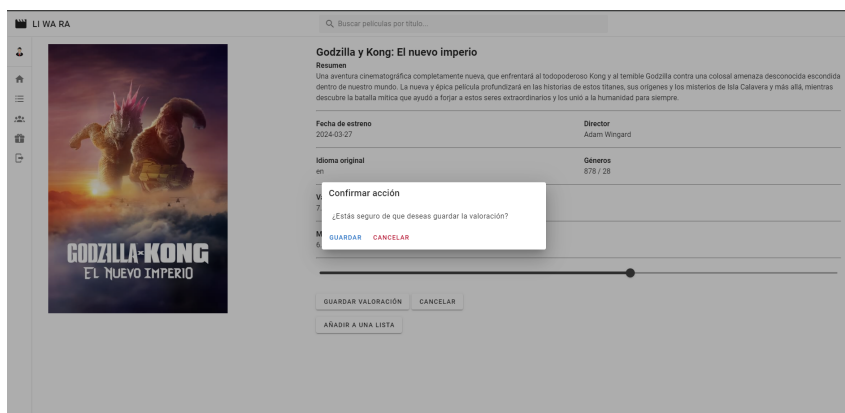 LI WA RA
Buscar películas por título...
Godzilla y Kong: El nuevo imperio
Resumen
Una aventura cinematográfica completamente nueva, que enfrentará al todopoderoso Kong y al temible Godzilla contra una colosal amenaza desconocida escondida
dentro de nuestro mundo. La nueva y épica película profundizará en las historias de estos titanes, sus orígenes y los misterios de Isla Calavera y más allá, mientras
descubre la batalla mítica que ayudó a forjar a estos seres extraordinarios y los unió a la humanidad para siempre.
Fecha de estreno
Director
2024-03-27
Adam Wingard
Idioma original
Géneros
en
878 / 28
Confirmar acción
¿Estás seguro de que deseas guardar la valoración?
GUARDAR CANCELAR
GODZILLA × KONG
EL NUEVO IMPERIO
GUARDAR VALORACIÓN
CANCELAR
AÑADIR A UNA LISTA